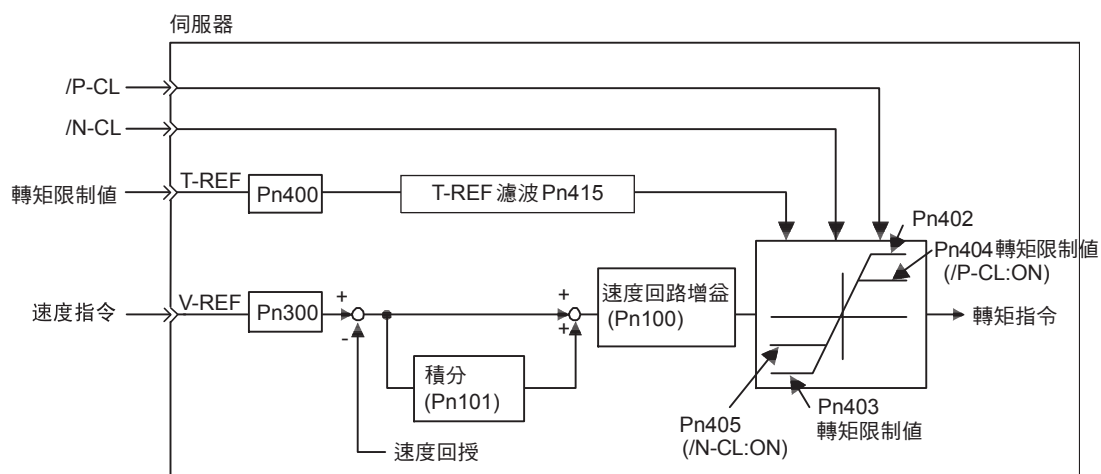 伺服器
/P-CL
/N-CL
轉矩限制值
T-REF
Pn400
T-REF 濾波 Pn415
Pn402
Pn404 轉矩限制值
(/P-CL:ON)
速度指令
V-REF
Pn300
+
-
+
+
速度回路增益
(Pn100)
轉矩指令
積分
(Pn101)
速度回授
Pn405
(/N-CL:ON)
Pn403
轉矩限制值